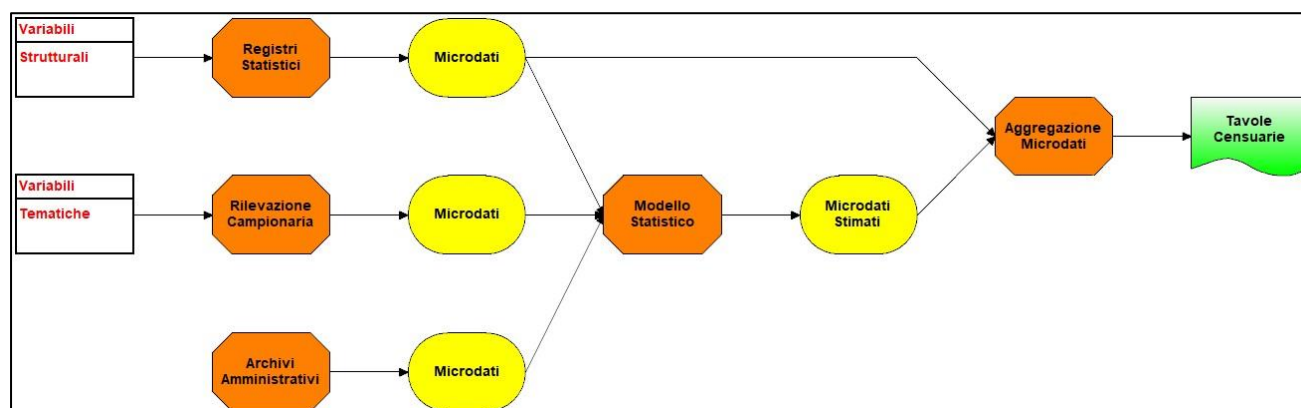 Variabili
Strutturali
Registri
Statistici
Microdati
Aggregazione
Microdati
Tavole
Censuarie
Variabili
Tematiche
Rilevazione
Campionaria
Microdati
Modello
Statistico
Microdati
Stimati
Archivi
Amministrativi
Microdati